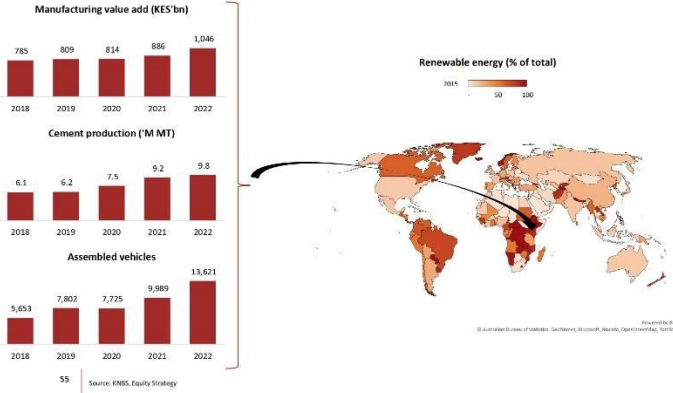 Manufacturing value add (KES'bn)
785 809 814 886 1,046
2018 2019 2020 2021 2022
Cement production ('M MT)
6.1 6.2 7.5 9.2 9.8
2018 2019 2020 2021 2022
Assembled vehicles
5,653 7,802 7,725 9,989 13,621
2018 2019 2020 2021 2022
Renewable energy (% of total)
2015
- 50 100
Powered by B
© Australian Bureau of Statistics, GeoNames, Microsoft, Navinfo, OpenStreetMap, TomTo
55 Source: KNBS, Equity Strategy